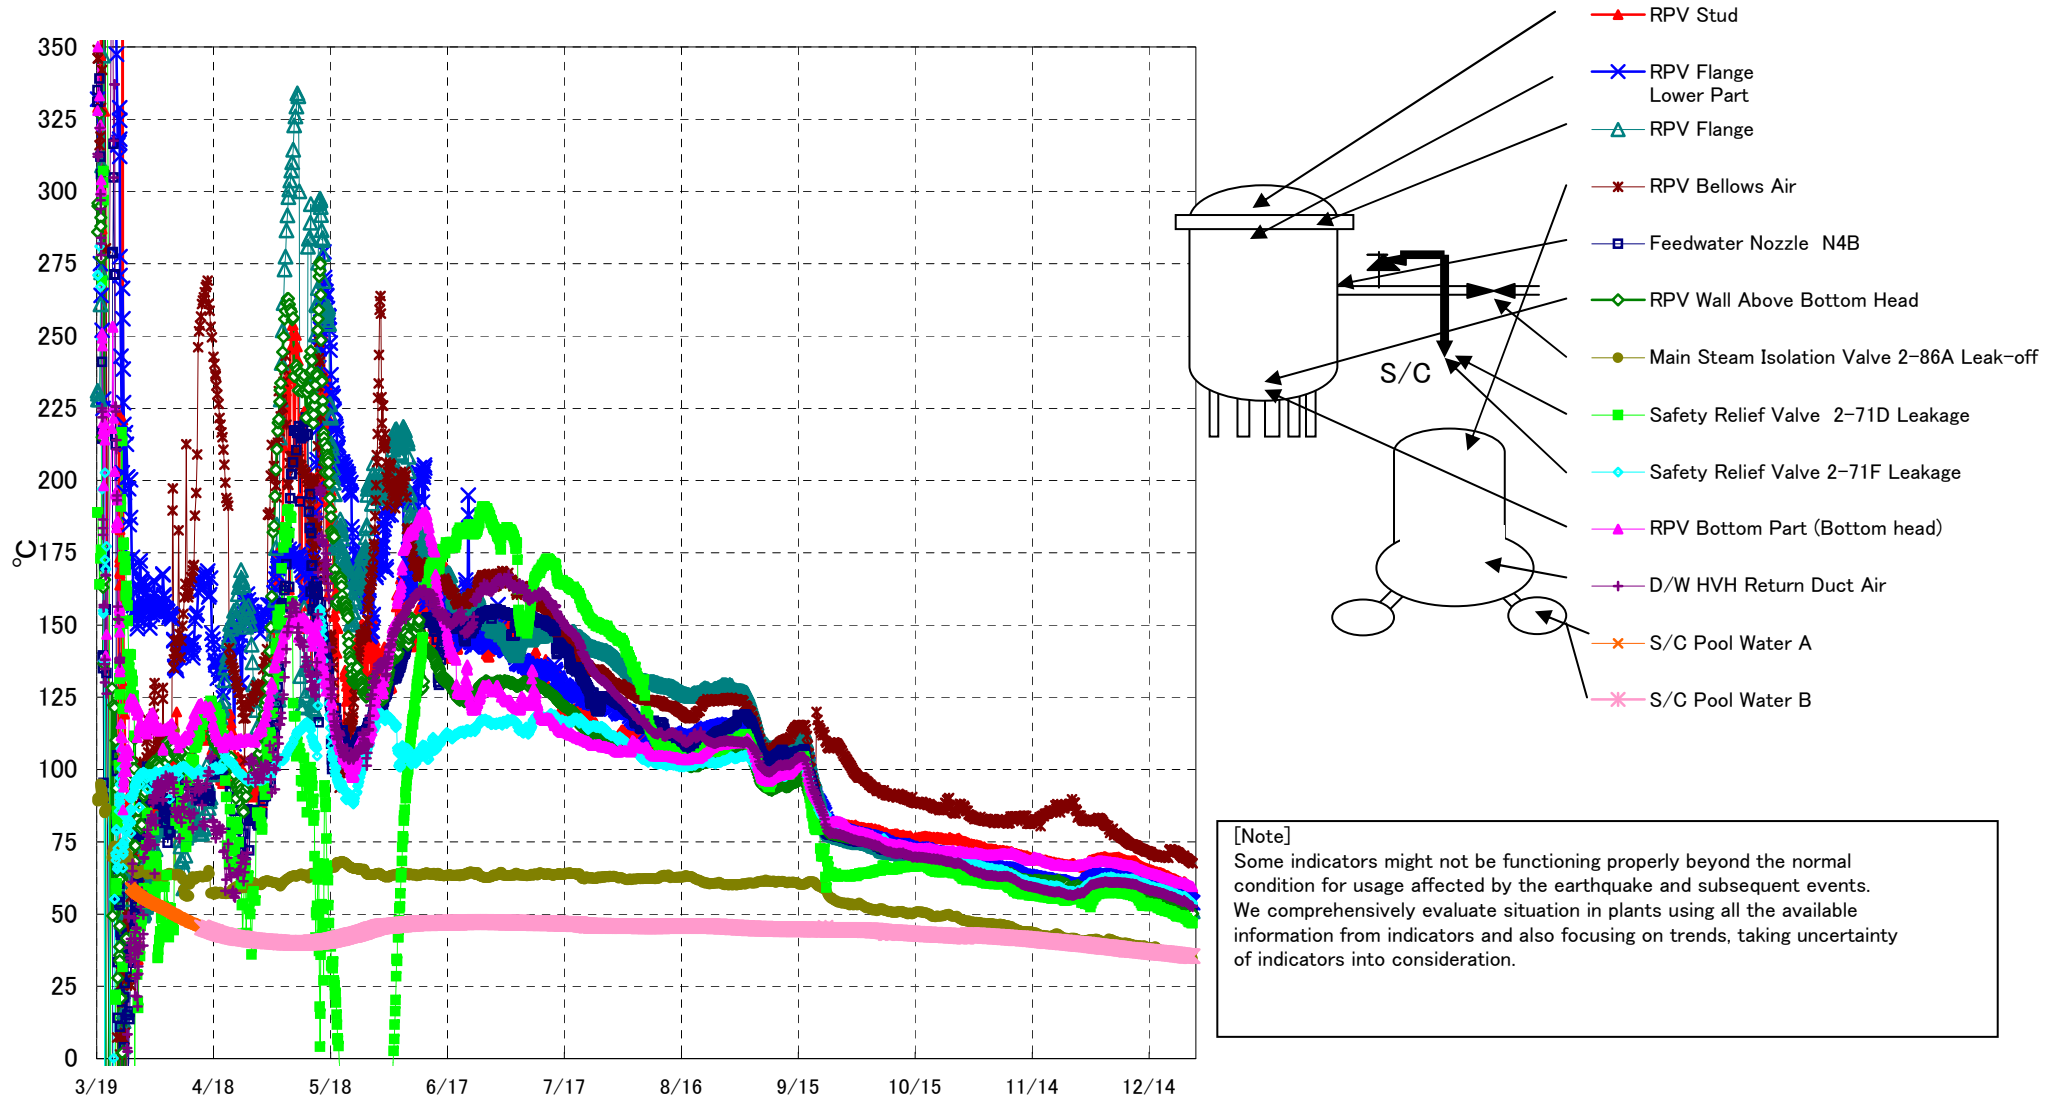 °C
350
325
300
275
250
225
200
175
150
125
100
75
50
25
0
3/19 4/18 5/18 6/17 7/17 8/16 9/15 10/15 11/14 12/14
RPV Stud
RPV Flange
Lower Part
RPV Flange
RPV Bellows Air
Feedwater Nozzle N4B
RPV Wall Above Bottom Head
Main Steam Isolation Valve 2-86A Leak-off
Safety Relief Valve 2-71D Leakage
Safety Relief Valve 2-71F Leakage
RPV Bottom Part (Bottom head)
D/W HVH Return Duct Air
S/C Pool Water A
S/C Pool Water B
S/C
[Note]
Some indicators might not be functioning properly beyond the normal
condition for usage affected by the earthquake and subsequent events.
We comprehensively evaluate situation in plants using all the available
information from indicators and also focusing on trends, taking uncertainty
of indicators into consideration.